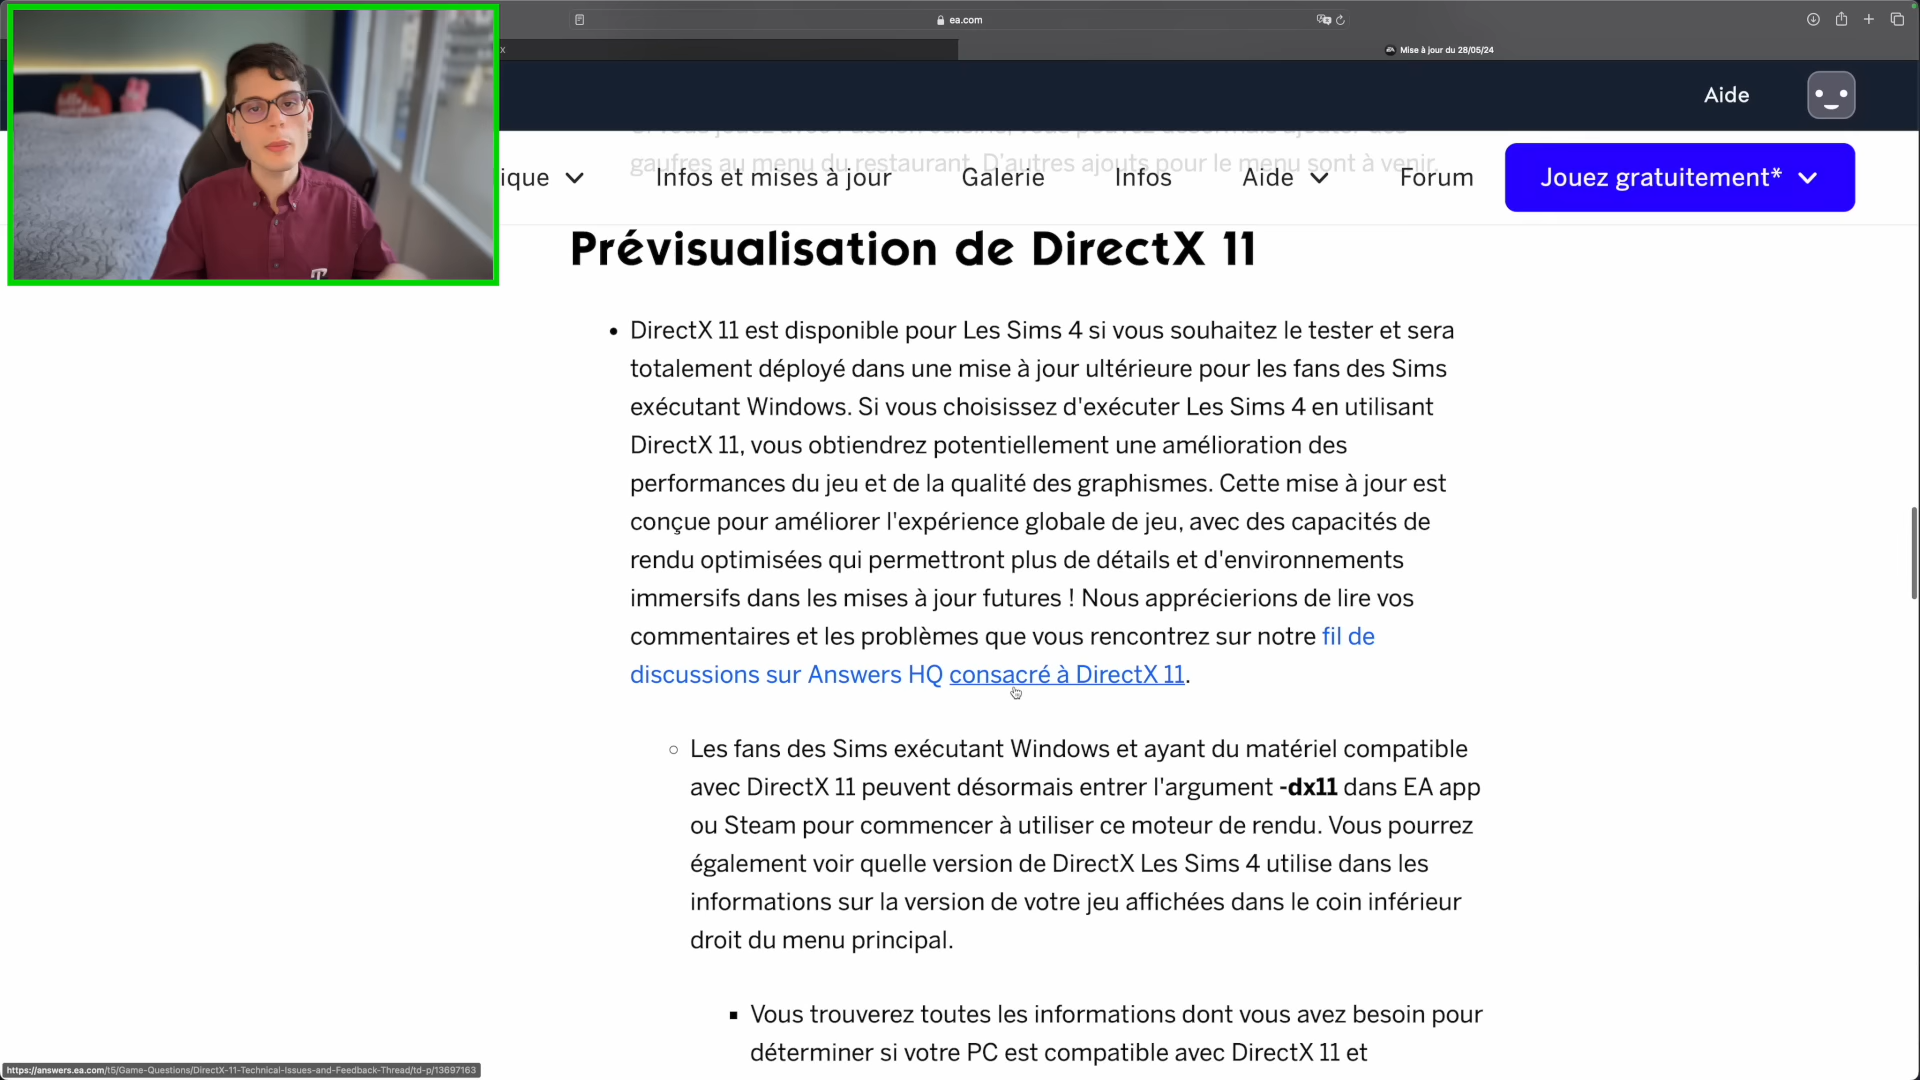 ea.com
x
Mise à jour du 28/05/24
Aide
gaufres au menu du restaurant. D'autres ajouts pour le menu sont à venir.
ique
Infos et mises à jour
Galerie
Infos
Aide
Forum
Jouez gratuitement*
Prévisualisation de DirectX 11
• DirectX 11 est disponible pour Les Sims 4 si vous souhaitez le tester et sera
totalement déployé dans une mise à jour ultérieure pour les fans des Sims
exécutant Windows. Si vous choisissez d'exécuter Les Sims 4 en utilisant
DirectX 11, vous obtiendrez potentiellement une amélioration des
performances du jeu et de la qualité des graphismes. Cette mise à jour est
conçue pour améliorer l'expérience globale de jeu, avec des capacités de
rendu optimisées qui permettront plus de détails et d'environnements
immersifs dans les mises à jour futures ! Nous apprécierions de lire vos
commentaires et les problèmes que vous rencontrez sur notre fil de
discussions sur Answers HQ consacré à DirectX 11.
◦ Les fans des Sims exécutant Windows et ayant du matériel compatible
avec DirectX 11 peuvent désormais entrer l'argument -dx11 dans EA app
ou Steam pour commencer à utiliser ce moteur de rendu. Vous pourrez
également voir quelle version de DirectX Les Sims 4 utilise dans les
informations sur la version de votre jeu affichées dans le coin inférieur
droit du menu principal.
▪ Vous trouverez toutes les informations dont vous avez besoin pour
déterminer si votre PC est compatible avec DirectX 11 et
https://answers.ea.com/t5/Game-Questions/DirectX-11-Technical-Issues-and-Feedback-Thread/td-p/13697163